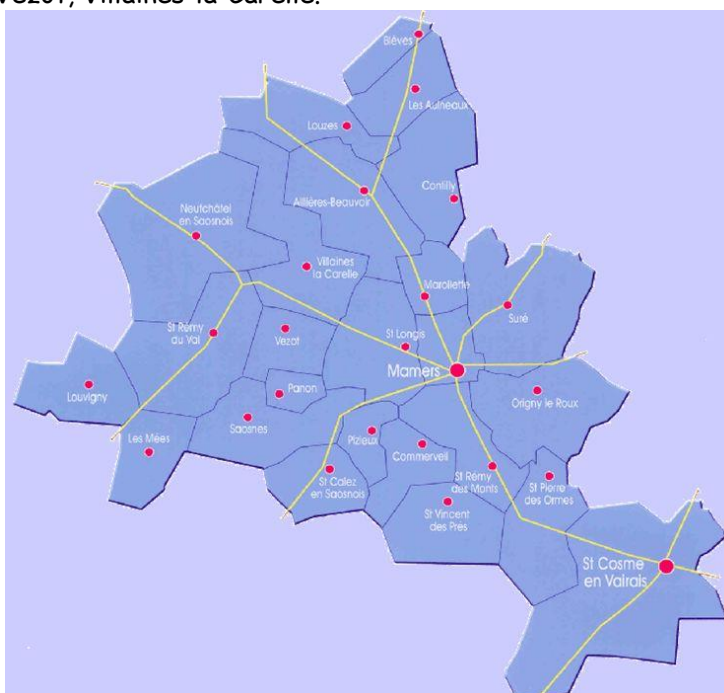 Vezot, Villaines-la-Carelle.
Blèves
Les Aulneaux
Louzes
Contilly
Aillières-Beauvoir
Neufchâtel
en Saosnois
Villaines
la Carelle
Marollette
Suré
St Rémy
du Val
Vezot
St Longis
Mamers
Louvigny
Panon
Origny le Roux
Saosnes
Les Mées
Pizieux
Commerveil
St Calez
en Saosnois
St Rémy
des Monts
St Pierre
des Ormes
St Vincent
des Prés
St Cosme
en Vairais